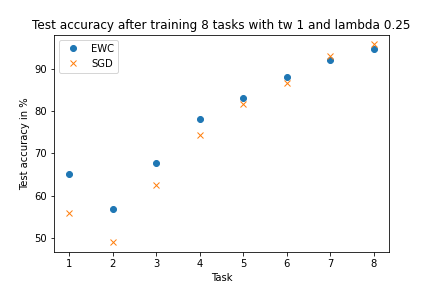 Test accuracy after training 8 tasks with tw 1 and lambda 0.25
EWC
SGD
Test accuracy in %
90
80
70
60
50
1 2 3 4 5 6 7 8
Task